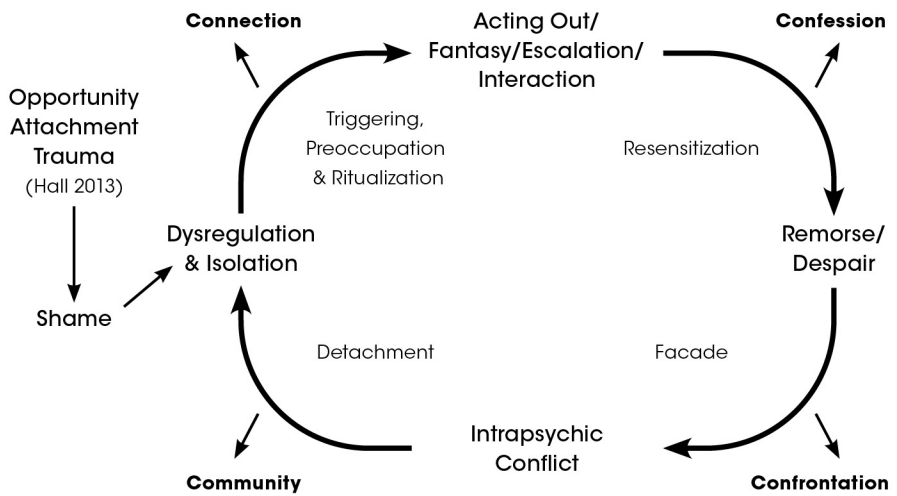 Connection
Acting Out/
Fantasy/Escalation/
Interaction
Confession
Opportunity
Attachment
Trauma
(Hall 2013)
Triggering,
Preoccupation
& Ritualization
Resensitization
Dysregulation
& Isolation
Remorse/
Despair
Shame
Detachment
Facade
Intrapsychic
Conflict
Community
Confrontation